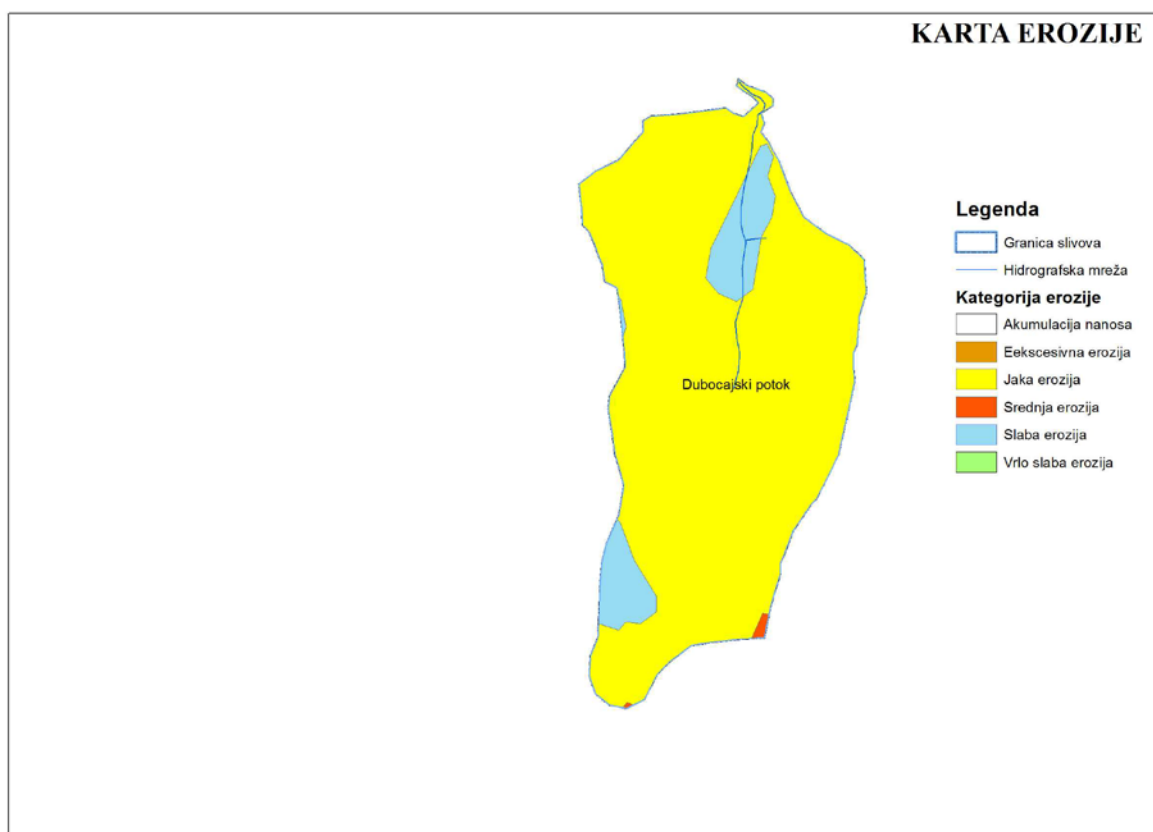 KARTA EROZIJE
Dubocajski potok
Legenda
Granica slivova
Hidrografska mreža
Kategorija erozije
Akumulacija nanosa
Eekscesivna erozija
Jaka erozija
Srednja erozija
Slaba erozija
Vrlo slaba erozija